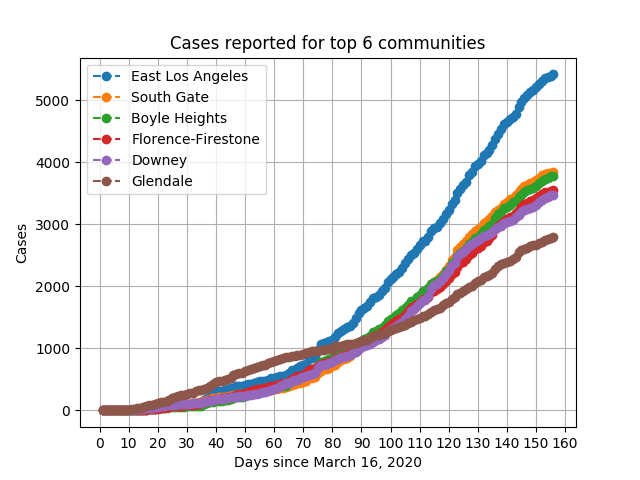 Cases reported for top 6 communities
East Los Angeles
South Gate
Boyle Heights
Florence-Firestone
Downey
Glendale
Cases
5000
4000
3000
2000
1000
0
0 10 20 30 40 50 60 70 80 90 100 110 120 130 140 150 160
Days since March 16, 2020